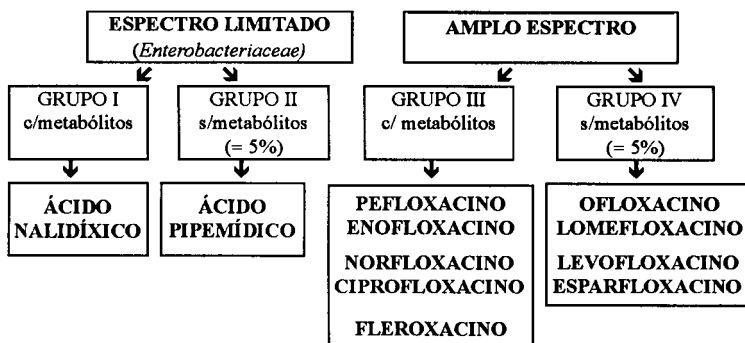 ESPECTRO LIMITADO
(Enterobacteriaceae)
AMPLO ESPECTRO
GRUPO I
c/metabólitos
GRUPO II
s/metabólitos
(= 5%)
GRUPO III
c/ metabólitos
GRUPO IV
s/metabólitos
(= 5%)
ÁCIDO
NALIDÍXICO
ÁCIDO
PIPEMÍDICO
PEFLOXACINO
ENOFLOXACINO
NORFLOXACINO
CIPROFLOXACINO
FLEROXACINO
OFLOXACINO
LOMEFLOXACINO
LEVOFLOXACINO
ESPARFLOXACINO